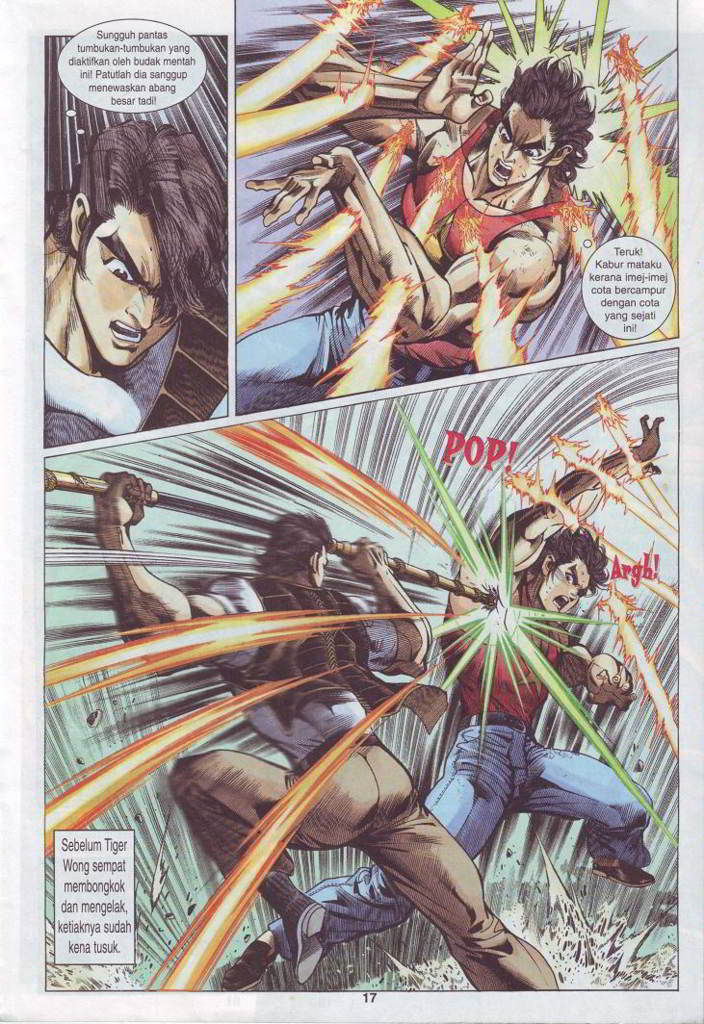 Sungguh pantas
tumbukan-tumbukan yang
diaktifkan oleh budak mentah
ini! Patutlah dia sanggup
menewaskan abang
besar tadi!
Teruk!
Kabur mataku
kerana imej-imej
cota bercampur
dengan cota
yang sejati
ini!
POP!
Argh!
Sebelum Tiger
Wong sempat
membongkok
dan mengelak,
ketiaknya sudah
kena tusuk.
17